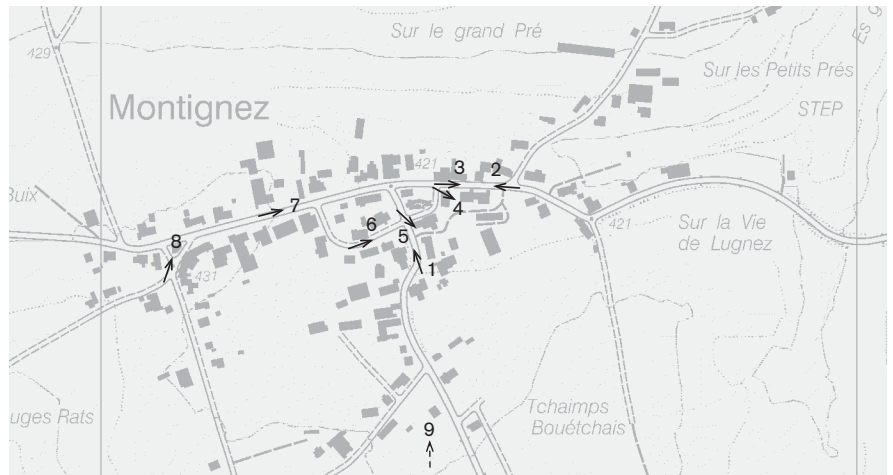 Sur le grand Pré
429
Sur les Petits Prés
Es
Montignez
STEP
421
3
2
Buix
7
4
6
5
8
421
Sur la Vie
de Lugnez
431
1
uges Rats
Tchaimps
Bouétchais
9